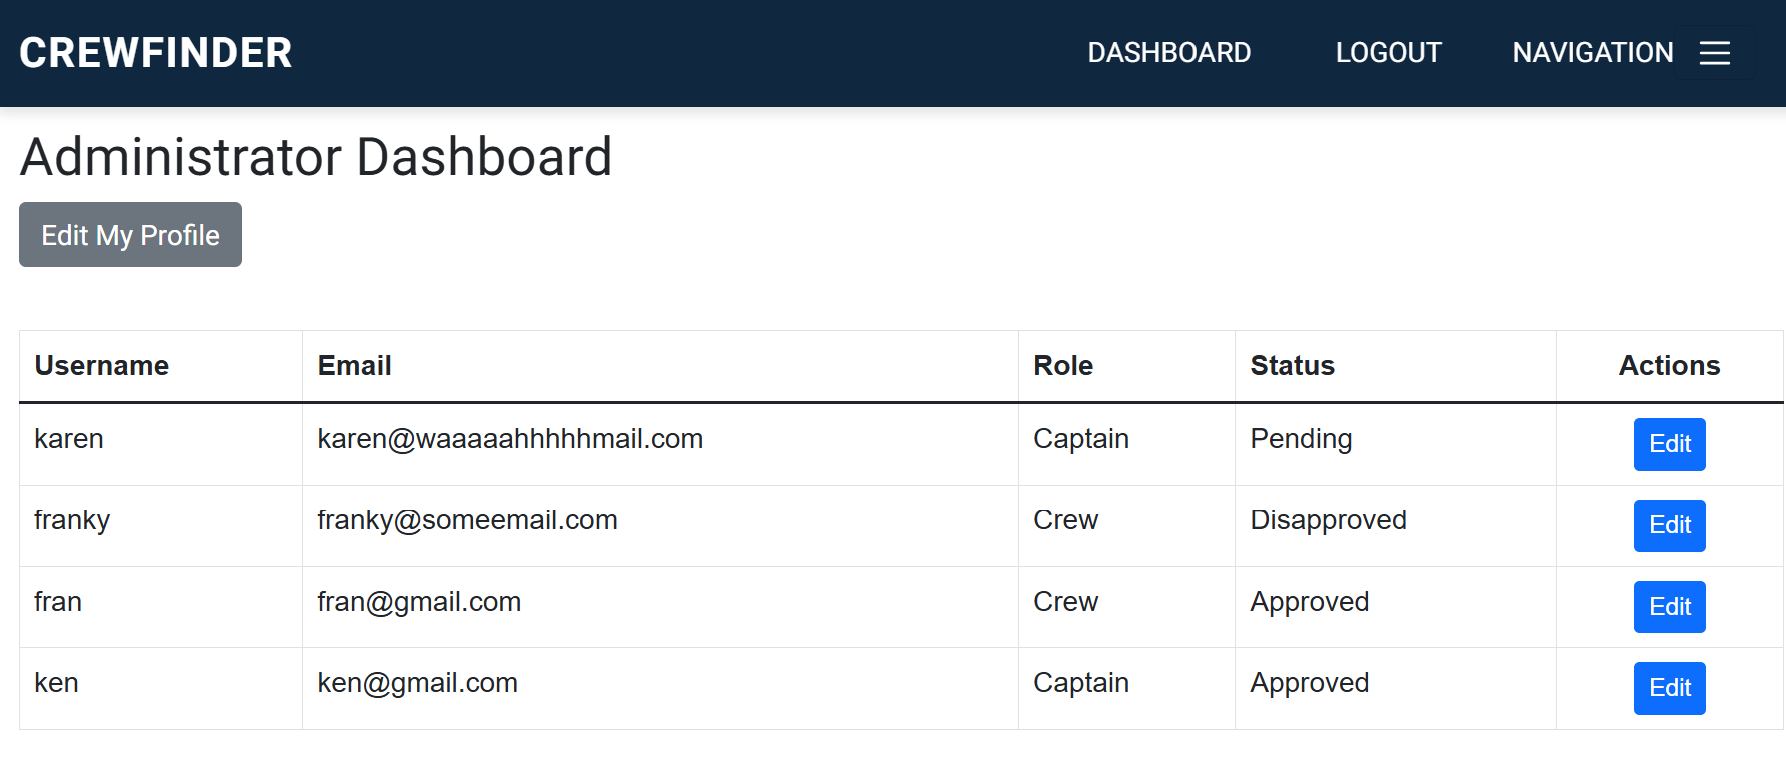 CREWFINDER DASHBOARD LOGOUT NAVIGATION
Administrator Dashboard
Edit My Profile
Username Email Role Status Actions
karen karen@waaaaahhhhhmail.com Captain Pending Edit
franky franky@someemail.com Crew Disapproved Edit
fran fran@gmail.com Crew Approved Edit
ken ken@gmail.com Captain Approved Edit